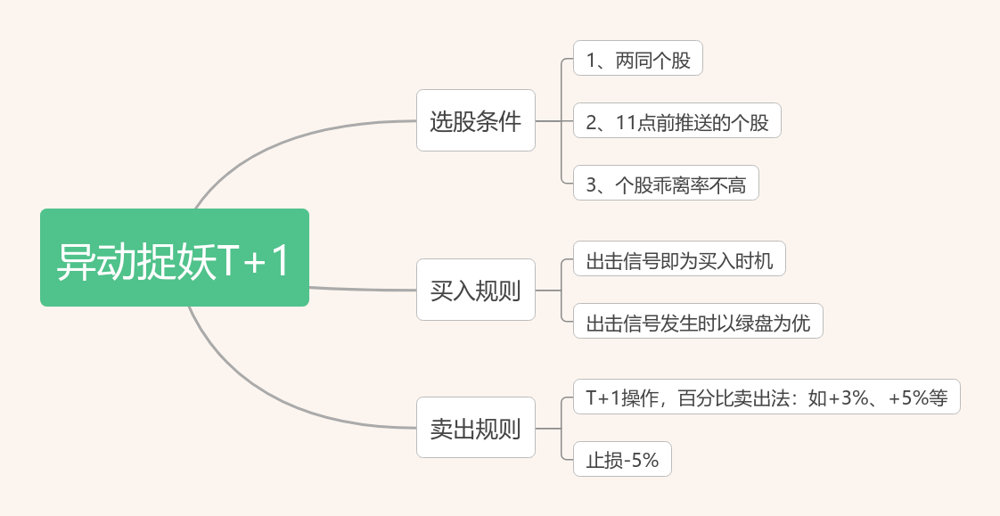 异动捉妖T+1
选股条件
1、两同个股
2、11点前推送的个股
3、个股乖离率不高
买入规则
出击信号即为买入时机
出击信号发生时以绿盘为优
卖出规则
T+1操作，百分比卖出法：如+3%、+5%等
止损-5%